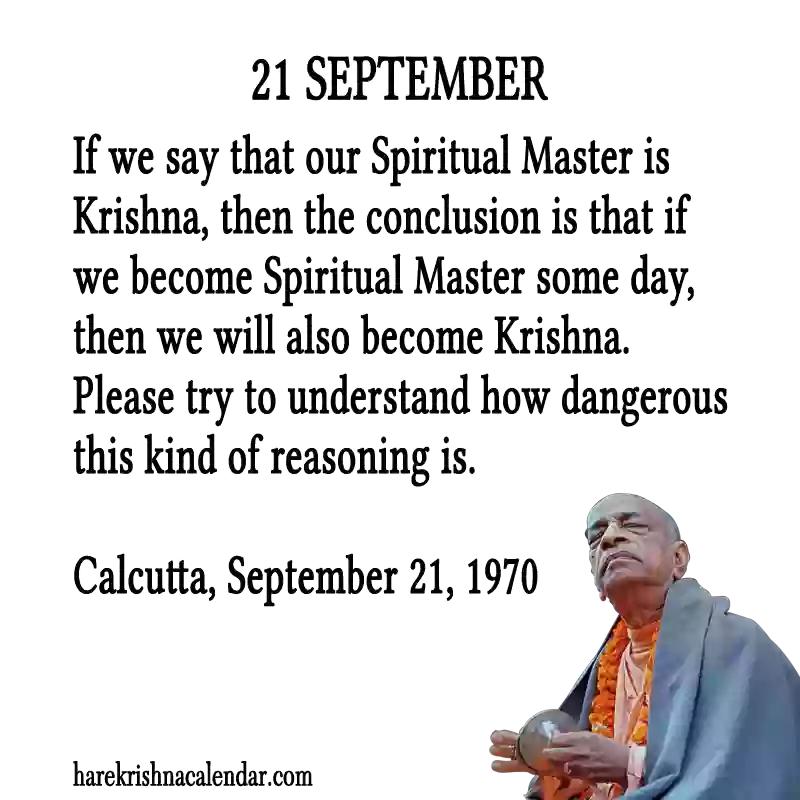 21 SEPTEMBER
If we say that our Spiritual Master is
Krishna, then the conclusion is that if
we become Spiritual Master some day,
then we will also become Krishna.
Please try to understand how dangerous
this kind of reasoning is.
Calcutta, September 21, 1970
harekrishnacalendar.com